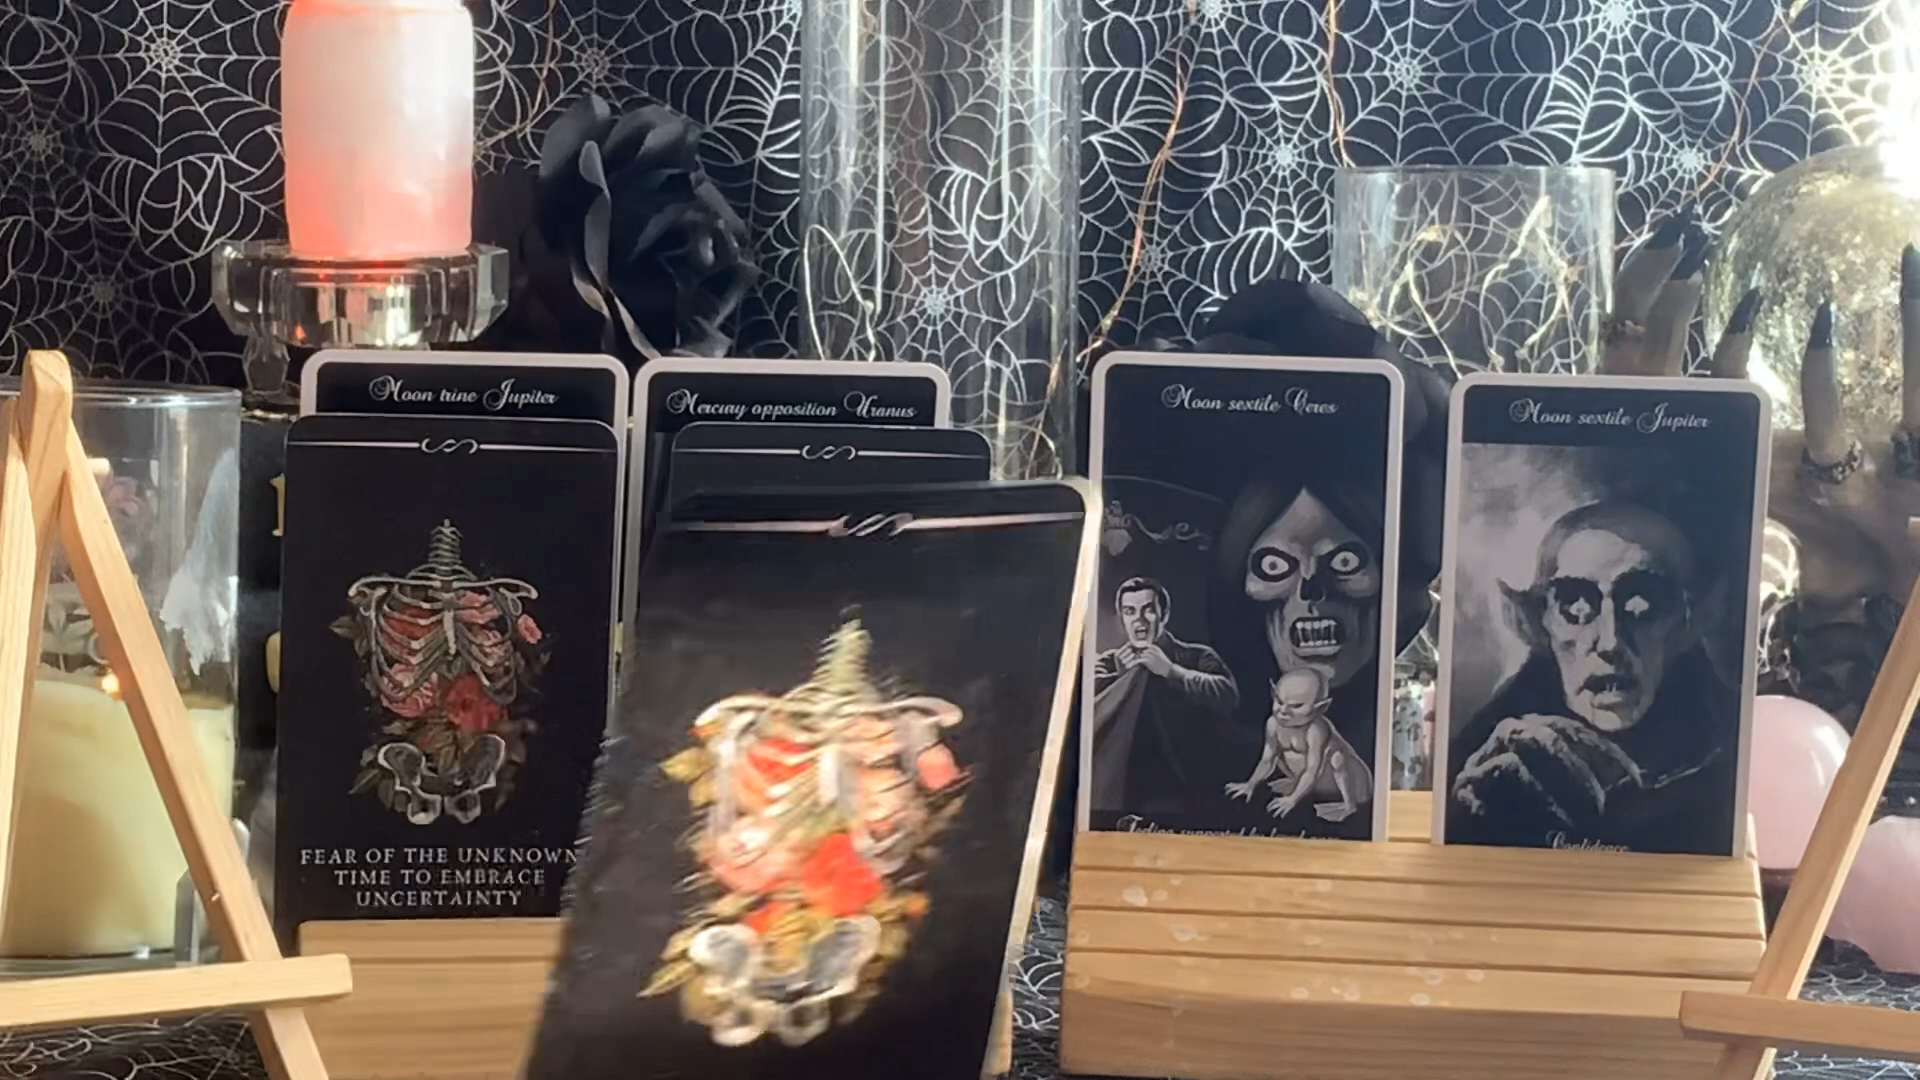 Moon trine Jupiter
Mercury opposition Uranus
Moon sextile Ceres
Moon sextile Jupiter
FEAR OF THE UNKNOWN
TIME TO EMBRACE
UNCERTAINTY
Confidence